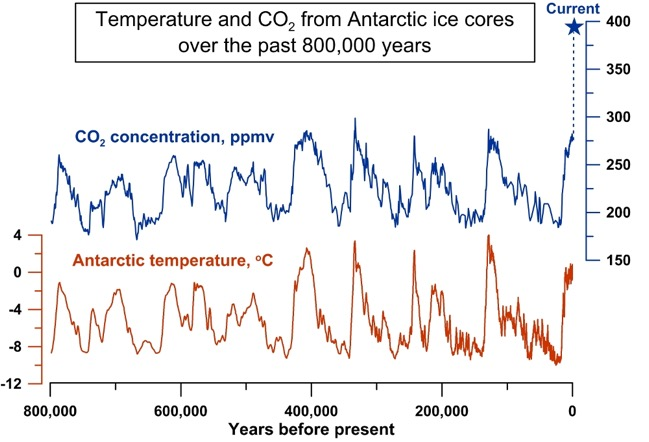 Temperature and CO₂ from Antarctic ice cores
over the past 800,000 years
Current
400
350
300
250
200
150
CO₂ concentration, ppmv
Antarctic temperature, ºC
4
0
-4
-8
-12
800,000 600,000 400,000 200,000 0
Years before present